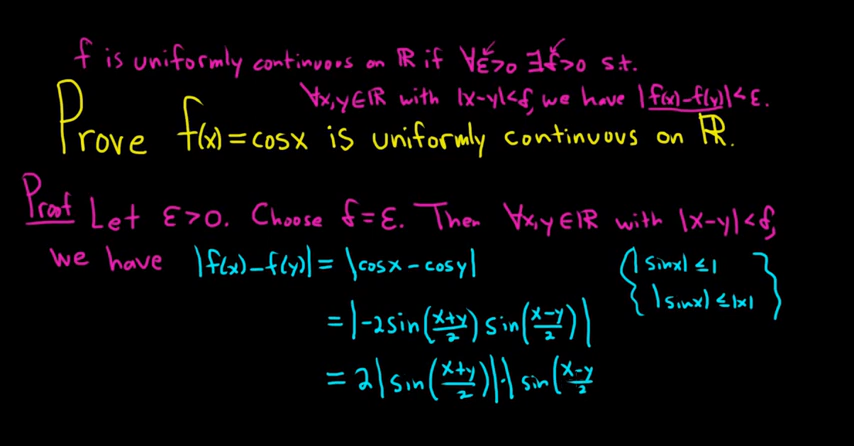 f is uniformly continuous on ℝ if ∀ε>0 ∃δ>0 s.t.
∀x,y∈ℝ with |x-y|<δ, we have |f(x)-f(y)|<ε.
Prove f(x)=cosx is uniformly continuous on ℝ.
Proof Let ε>0. Choose δ=ε. Then ∀x,y∈ℝ with |x-y|<δ,
we have |f(x)-f(y)| = |cosx - cosy|
{|sinx| ≤ 1
|sinx| ≤ |x|}
= |-2sin((x+y)/2) sin((x-y)/2)|
= 2|sin((x+y)/2)|·|sin((x-y)/2